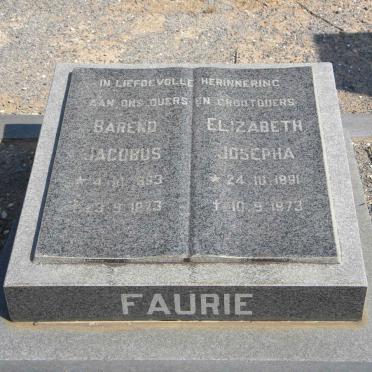 IN LIEFDEVOLLE HERINNERING
AAN ONS OUERS EN GROOTOUERS
BAREND
JACOBUS
23.9.1973
ELIZABETH
JOSEPHA
* 24.10.1891
† 10.9.1973
FAURIE